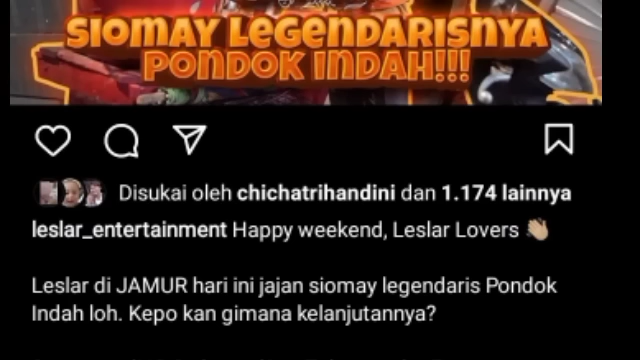 SIOMAY LEGENDARISNYA
PONDOK INDAH!!!
Disukai oleh chichatrihandini dan 1.174 lainnya
leslar_entertainment Happy weekend, Leslar Lovers 👋🏼
Leslar di JAMUR hari ini jajan siomay legendaris Pondok
Indah loh. Kepo kan gimana kelanjutannya?